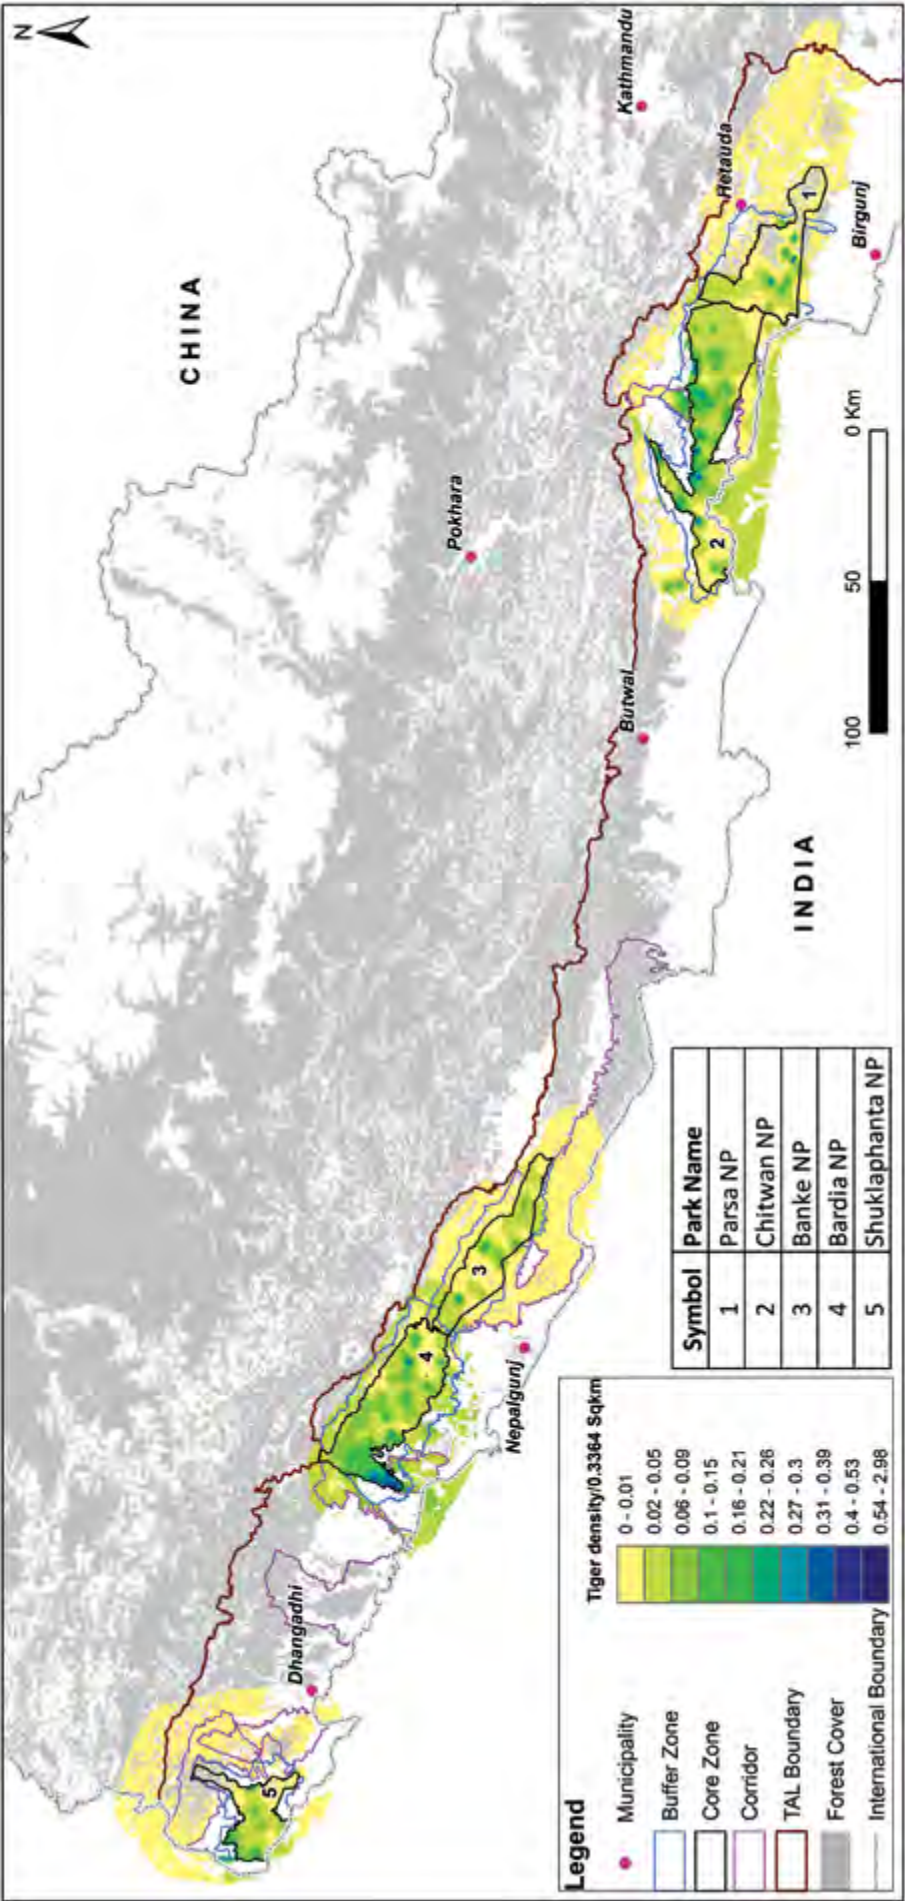 N
CHINA
Kathmandu
Pokhara
Hetauda
1
Birgunj
2
Butwal
INDIA
3
4
Nepalgunj
Dhangadhi
5
100 50 0 Km
Symbol Park Name
1 Parsa NP
2 Chitwan NP
3 Banke NP
4 Bardia NP
5 Shuklaphanta NP
Legend
Municipality
Buffer Zone
Core Zone
Corridor
TAL Boundary
Forest Cover
International Boundary
Tiger density/0.3364 Sqkm
0 - 0.01
0.02 - 0.05
0.06 - 0.09
0.1 - 0.15
0.16 - 0.21
0.22 - 0.26
0.27 - 0.3
0.31 - 0.39
0.4 - 0.53
0.54 - 2.98